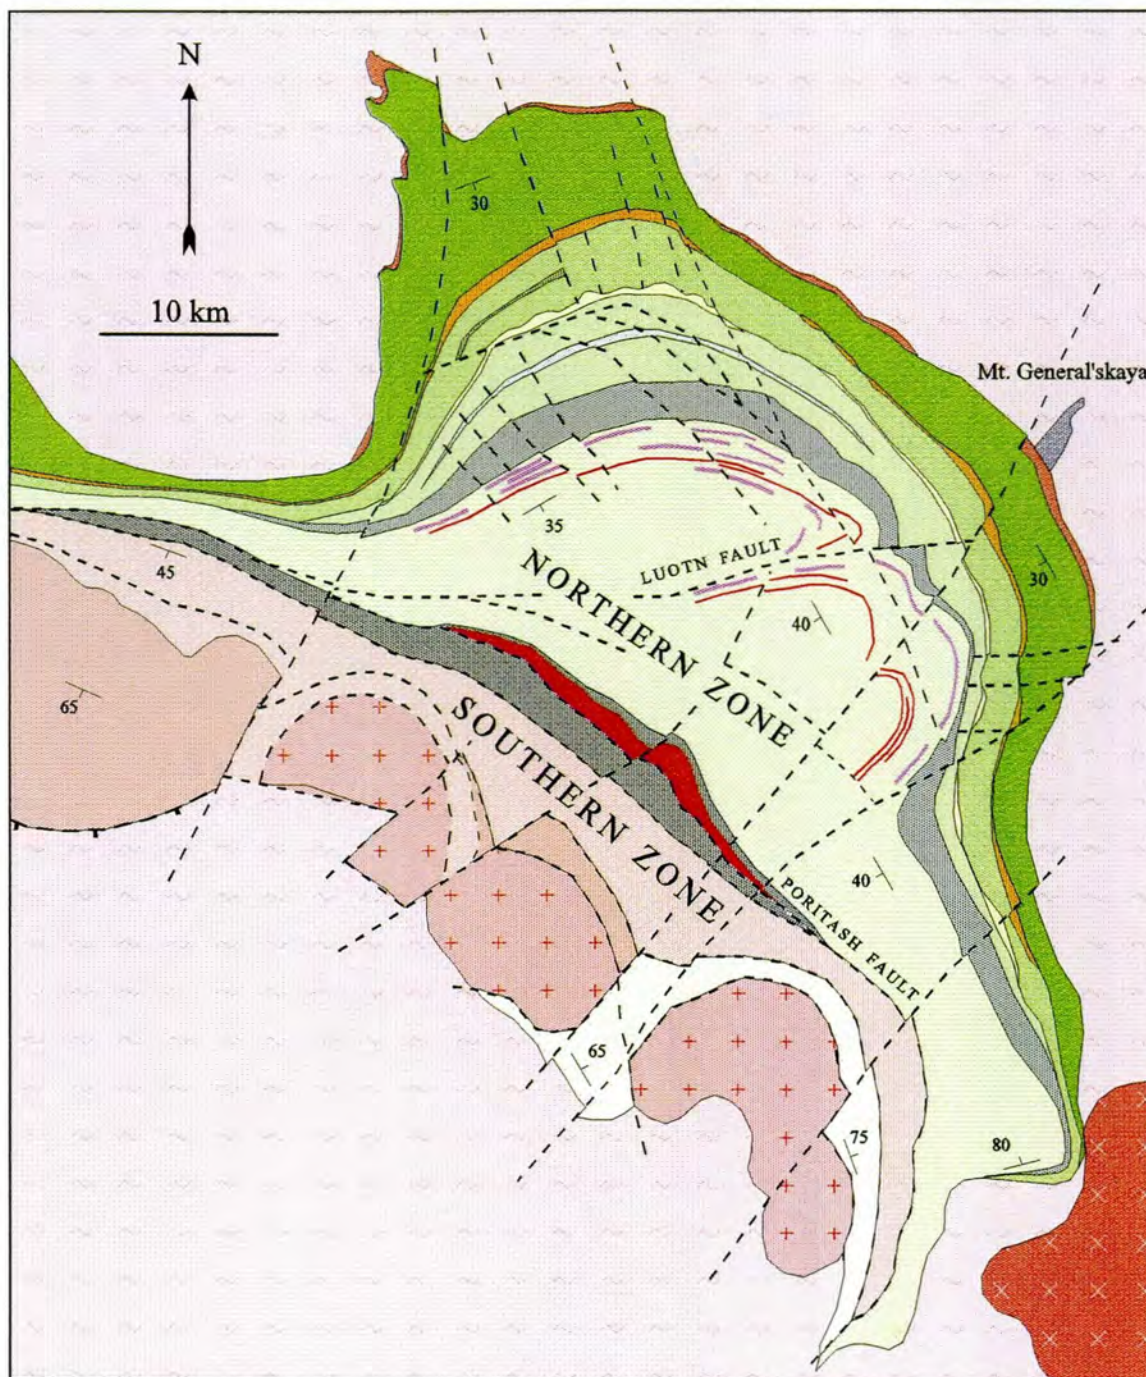 N
10 km
30
Mt. General'skaya
35
LUOTN FAULT
45
NORTHERN ZONE
40
30
65
SOUTHERN ZONE
40
PORITASH FAULT
65
75
80